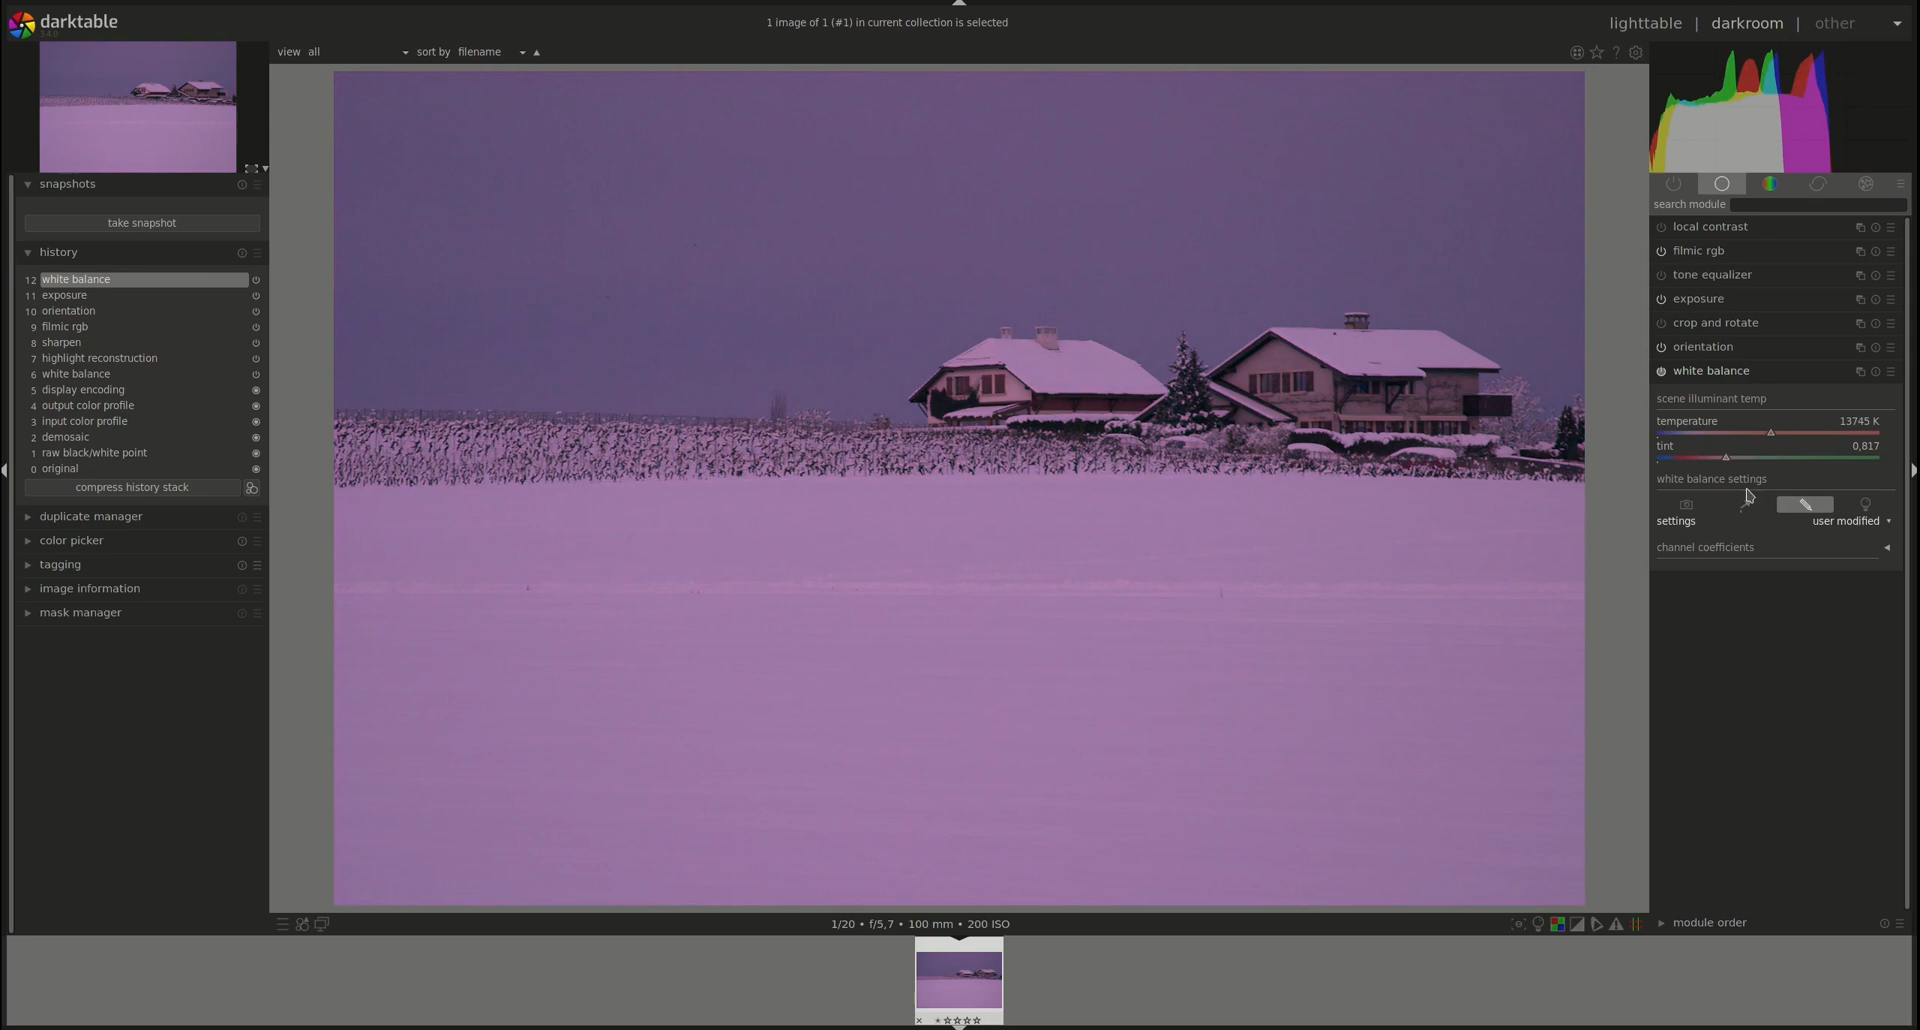 darktable
3.4.0
1 image of 1 (#1) in current collection is selected
lighttable | darkroom | other
view all sort by filename
snapshots
take snapshot
history
12 white balance
11 exposure
10 orientation
9 filmic rgb
8 sharpen
7 highlight reconstruction
6 white balance
5 display encoding
4 output color profile
3 input color profile
2 demosaic
1 raw black/white point
0 original
compress history stack
duplicate manager
color picker
tagging
image information
mask manager
1/20 • f/5,7 • 100 mm • 200 ISO
search module
local contrast
filmic rgb
tone equalizer
exposure
crop and rotate
orientation
white balance
scene illuminant temp
temperature 13745 K
tint 0,817
white balance settings
settings user modified
channel coefficients
module order